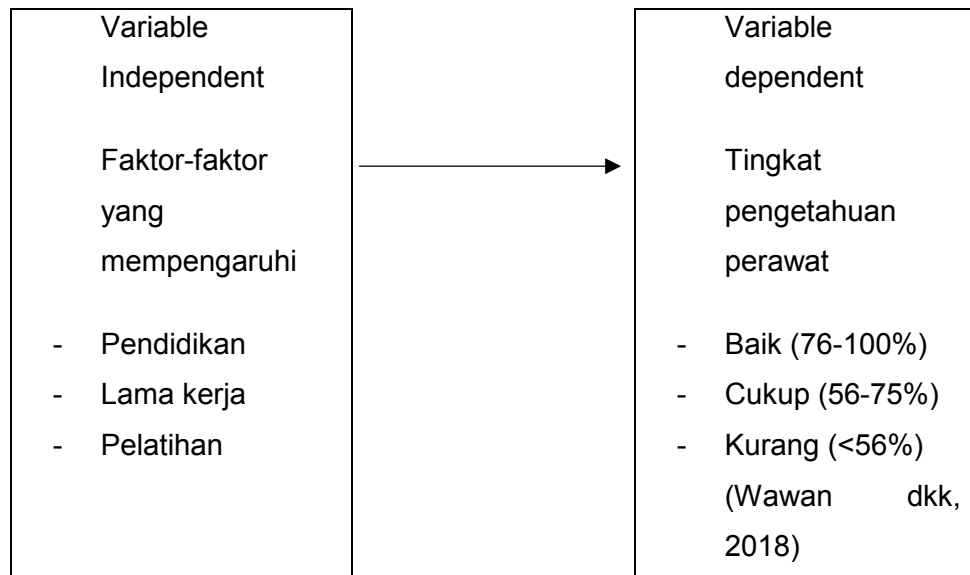 Variable
Independent
Faktor-faktor
yang
mempengaruhi
- Pendidikan
- Lama kerja
- Pelatihan
Variable
dependent
Tingkat
pengetahuan
perawat
- Baik (76-100%)
- Cukup (56-75%)
- Kurang (<56%)
(Wawan dkk,
2018)